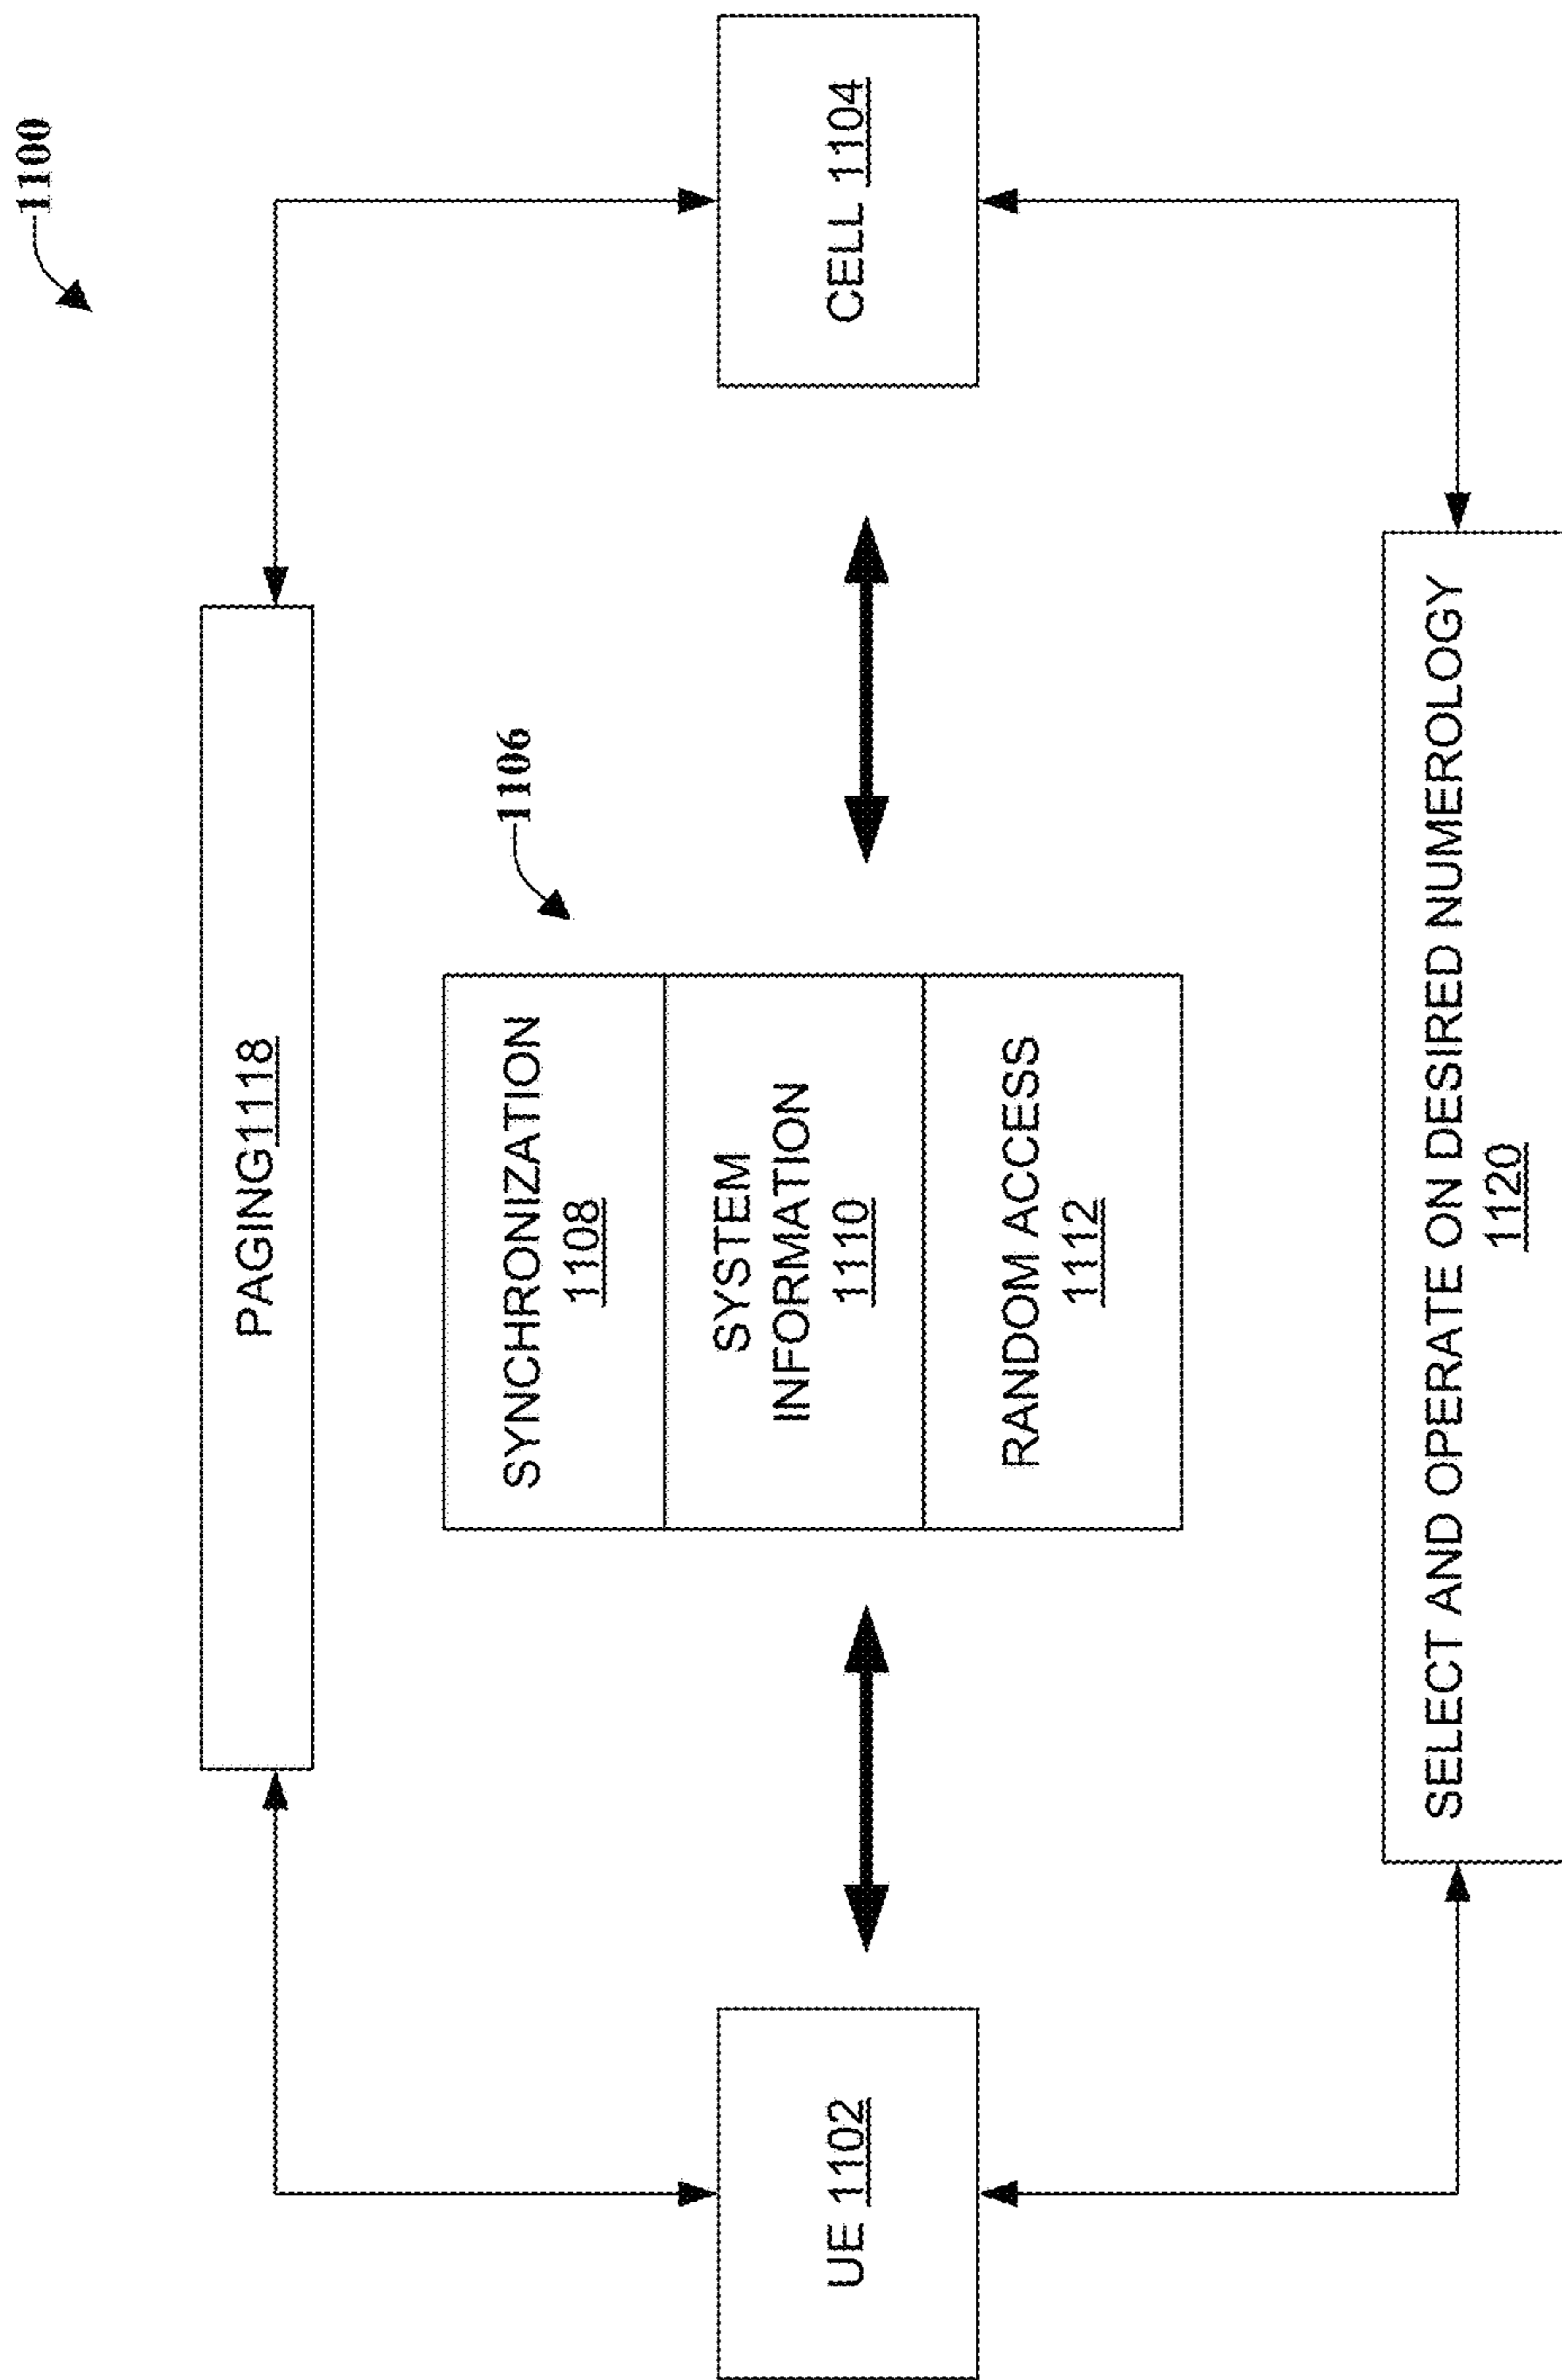 1100
PAGING1118
1106
SYNCHRONIZATION
1108
SYSTEM
INFORMATION
1110
RANDOM ACCESS
1112
UE 1102
CELL 1104
SELECT AND OPERATE ON DESIRED NUMEROLOGY
1120